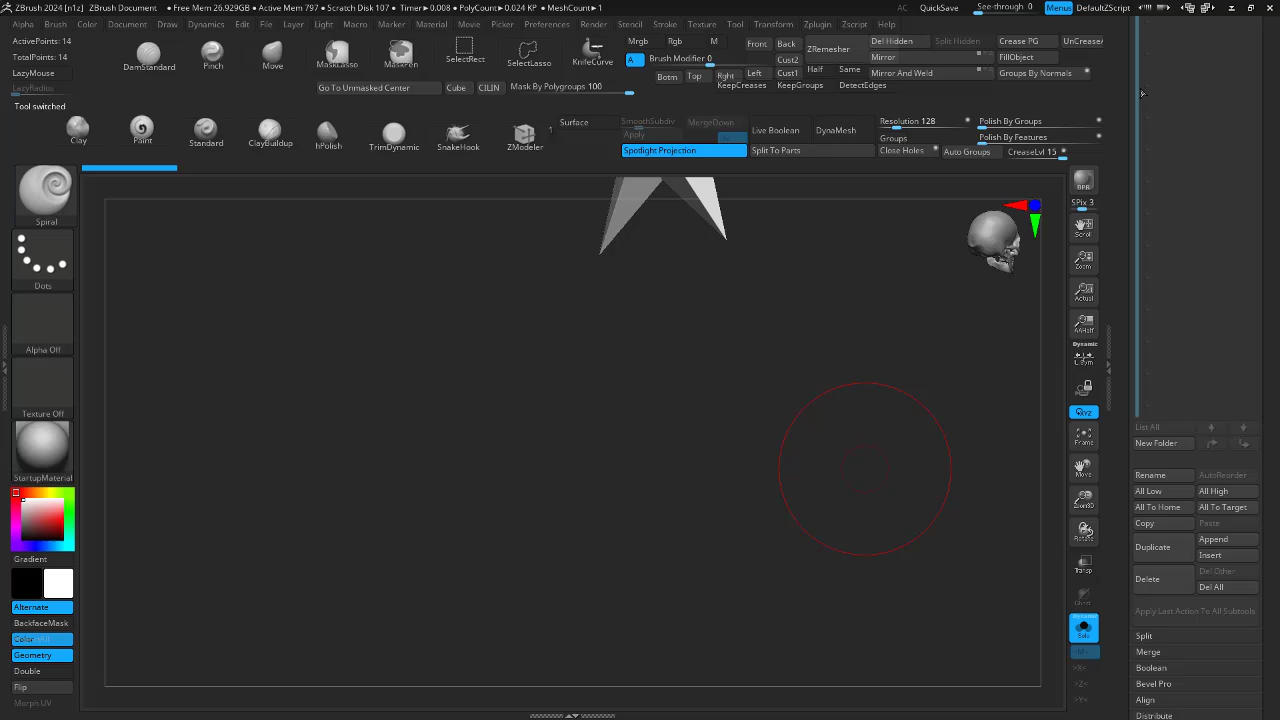 ZBrush 2024 [n1z]
ZBrush Document
• Free Mem 26.929GB • Active Mem 797 • Scratch Disk 107 • Timer►0.008 • PolyCount►0.024 KP • MeshCount►1
AC
QuickSave
See-through 0
Menus
DefaultZScript
Alpha Brush Color Document Draw Dynamics Edit File Layer Light Macro Marker Material Movie Picker Preferences Render Stencil Stroke Texture Tool Transform Zplugin Zscript Help
ActivePoints: 14
TotalPoints: 14
LazyMouse
LazyRadius
Tool switched
DamStandard
Pinch
Move
MaskLasso
MaskPen
SelectRect
SelectLasso
KnifeCurve
Go To Unmasked Center
Cube
CILIN
Mask By Polygroups 100
Mrgb
Rgb
M
A
Brush Modifier 0
Botm
Top
Rght
Left
Front
Back
Cust2
Cust1
KeepCreases
KeepGroups
DetectEdges
ZRemesher
Half
Same
Del Hidden
Split Hidden
Mirror
Mirror And Weld
Crease PG
UnCreaseA
FillObject
Groups By Normals
Clay
Paint
Standard
ClayBuildup
hPolish
TrimDynamic
SnakeHook
ZModeler
1
Surface
SmoothSubdiv
Apply
MergeDown
Spotlight Projection
Live Boolean
DynaMesh
Split To Parts
Resolution 128
Groups
Close Holes
Auto Groups
Polish By Groups
Polish By Features
CreaseLvl 15
Spiral
Dots
Alpha Off
Texture Off
StartupMaterial
Gradient
Alternate
BackfaceMask
Color
Geometry
Double
Flip
Morph UV
BPR
SPix 3
Scroll
Zoom
Actual
AAHalf
Dynamic
L.Sym
XYZ
Frame
Move
Zoom3D
Rotate
Transp
Ghost
Dynamic
Solo
>M<
>X<
>Z<
>Y<
List All
New Folder
Rename
AutoReorder
All Low
All High
All To Home
All To Target
Copy
Paste
Duplicate
Append
Insert
Delete
Del Other
Del All
Apply Last Action To All Subtools
Split
Merge
Boolean
Bevel Pro
Align
Distribute